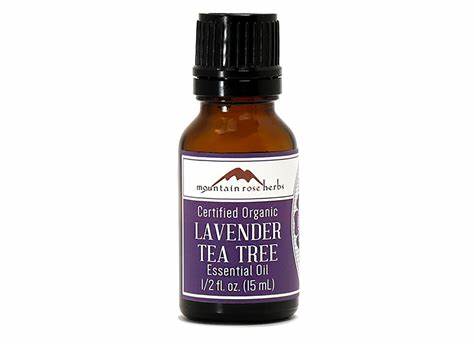 mountain rose herbs
Certified Organic
LAVENDER
TEA TREE
Essential Oil
1/2 fl. oz. (15 mL)